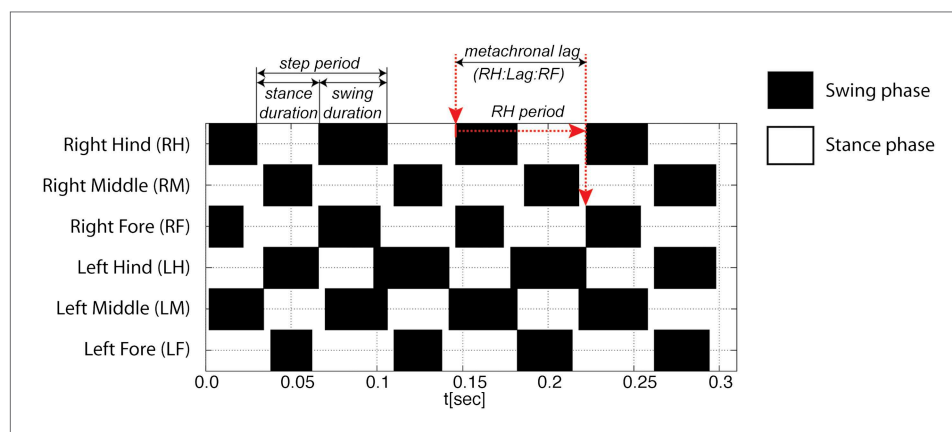 step period
stance duration
swing duration
metachronal lag
(RH:Lag:RF)
RH period
Right Hind (RH)
Right Middle (RM)
Right Fore (RF)
Left Hind (LH)
Left Middle (LM)
Left Fore (LF)
0.0 0.05 0.1 0.15 0.2 0.25 0.3
t[sec]
Swing phase
Stance phase